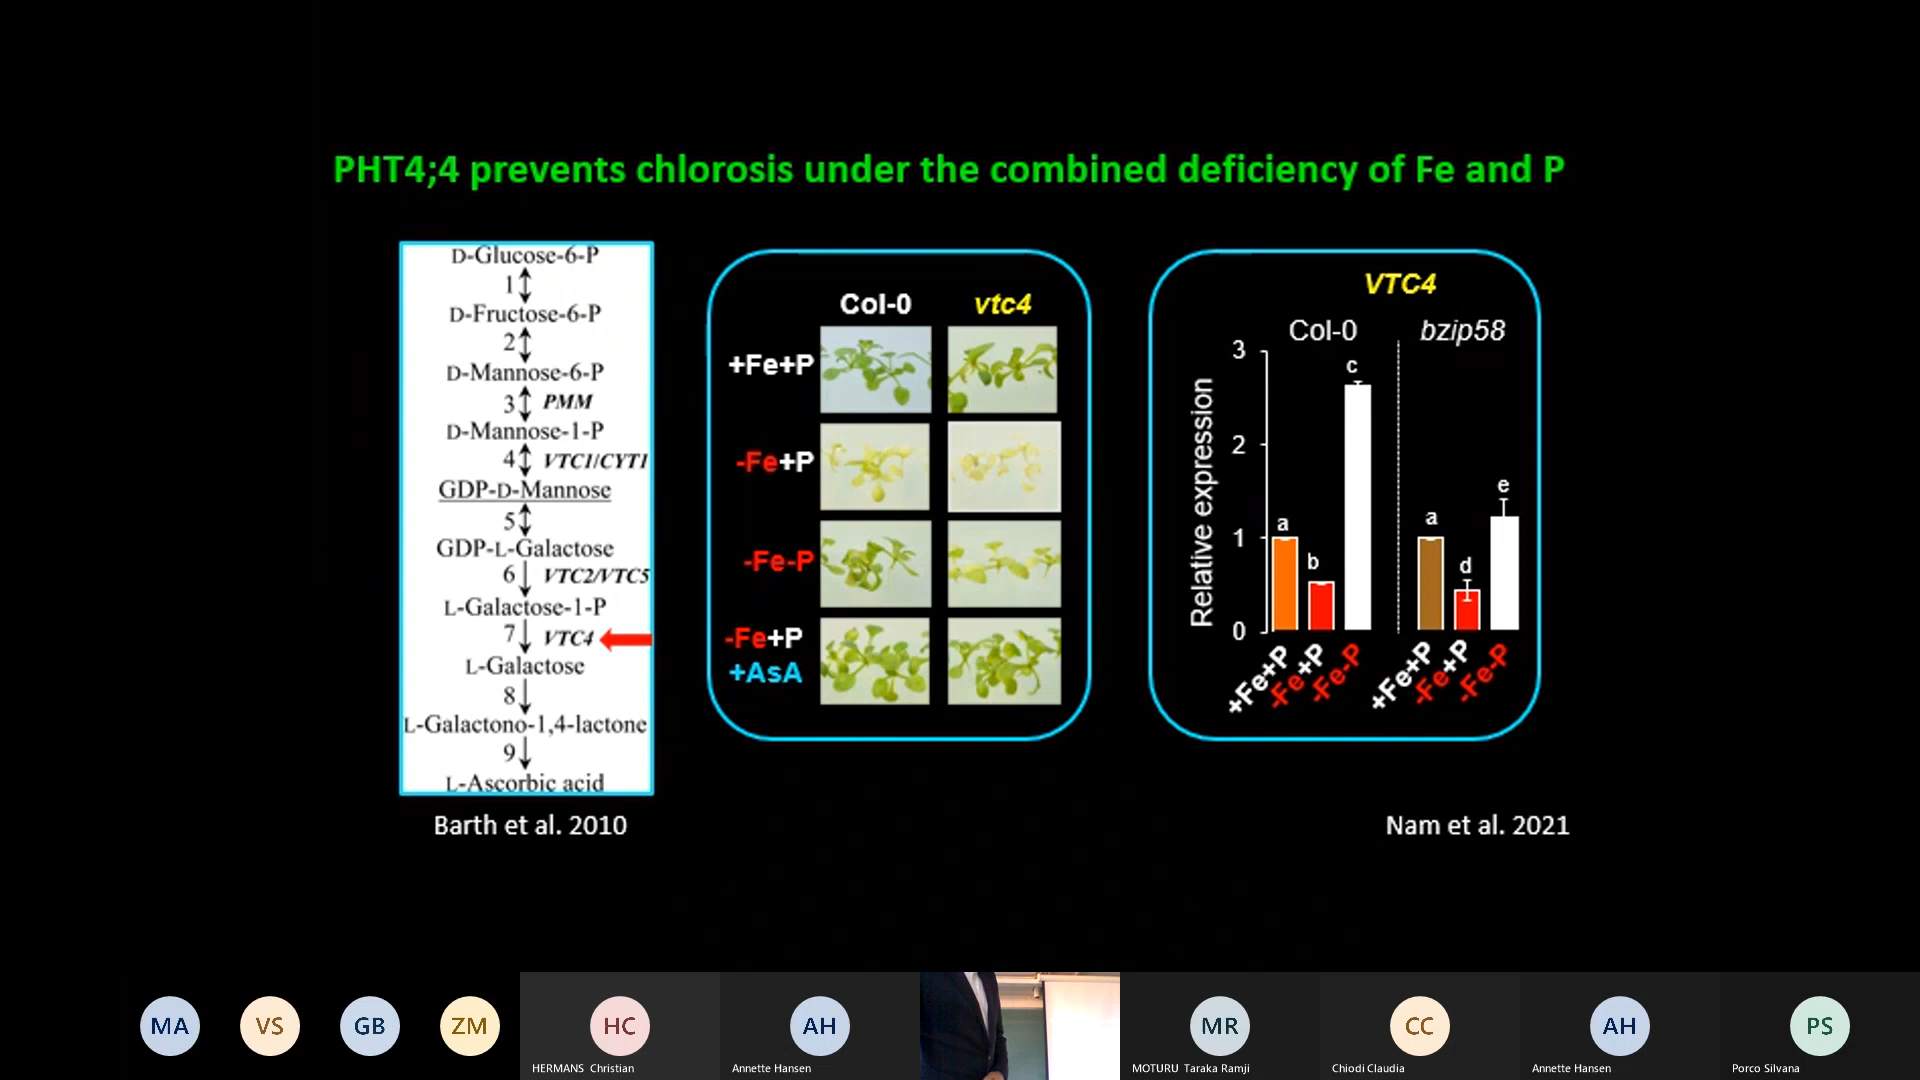 PHT4;4 prevents chlorosis under the combined deficiency of Fe and P
D-Glucose-6-P
1
D-Fructose-6-P
2
D-Mannose-6-P
3 PMM
D-Mannose-1-P
4 VTC1/CYT1
GDP-D-Mannose
5
GDP-L-Galactose
6 VTC2/VTC5
L-Galactose-1-P
7 VTC4
L-Galactose
8
L-Galactono-1,4-lactone
9
L-Ascorbic acid
Barth et al. 2010
Col-0 vtc4
+Fe+P
-Fe+P
-Fe-P
-Fe+P
+AsA
VTC4
Col-0 bzip58
Relative expression
3
2
1
0
a b c
a d e
+Fe+P -Fe+P -Fe-P +Fe+P -Fe+P -Fe-P
Nam et al. 2021
MA VS GB ZM HC AH MR CC AH PS
HERMANS Christian Annette Hansen MOTURU Taraka Ramji Chiodi Claudia Annette Hansen Porco Silvana